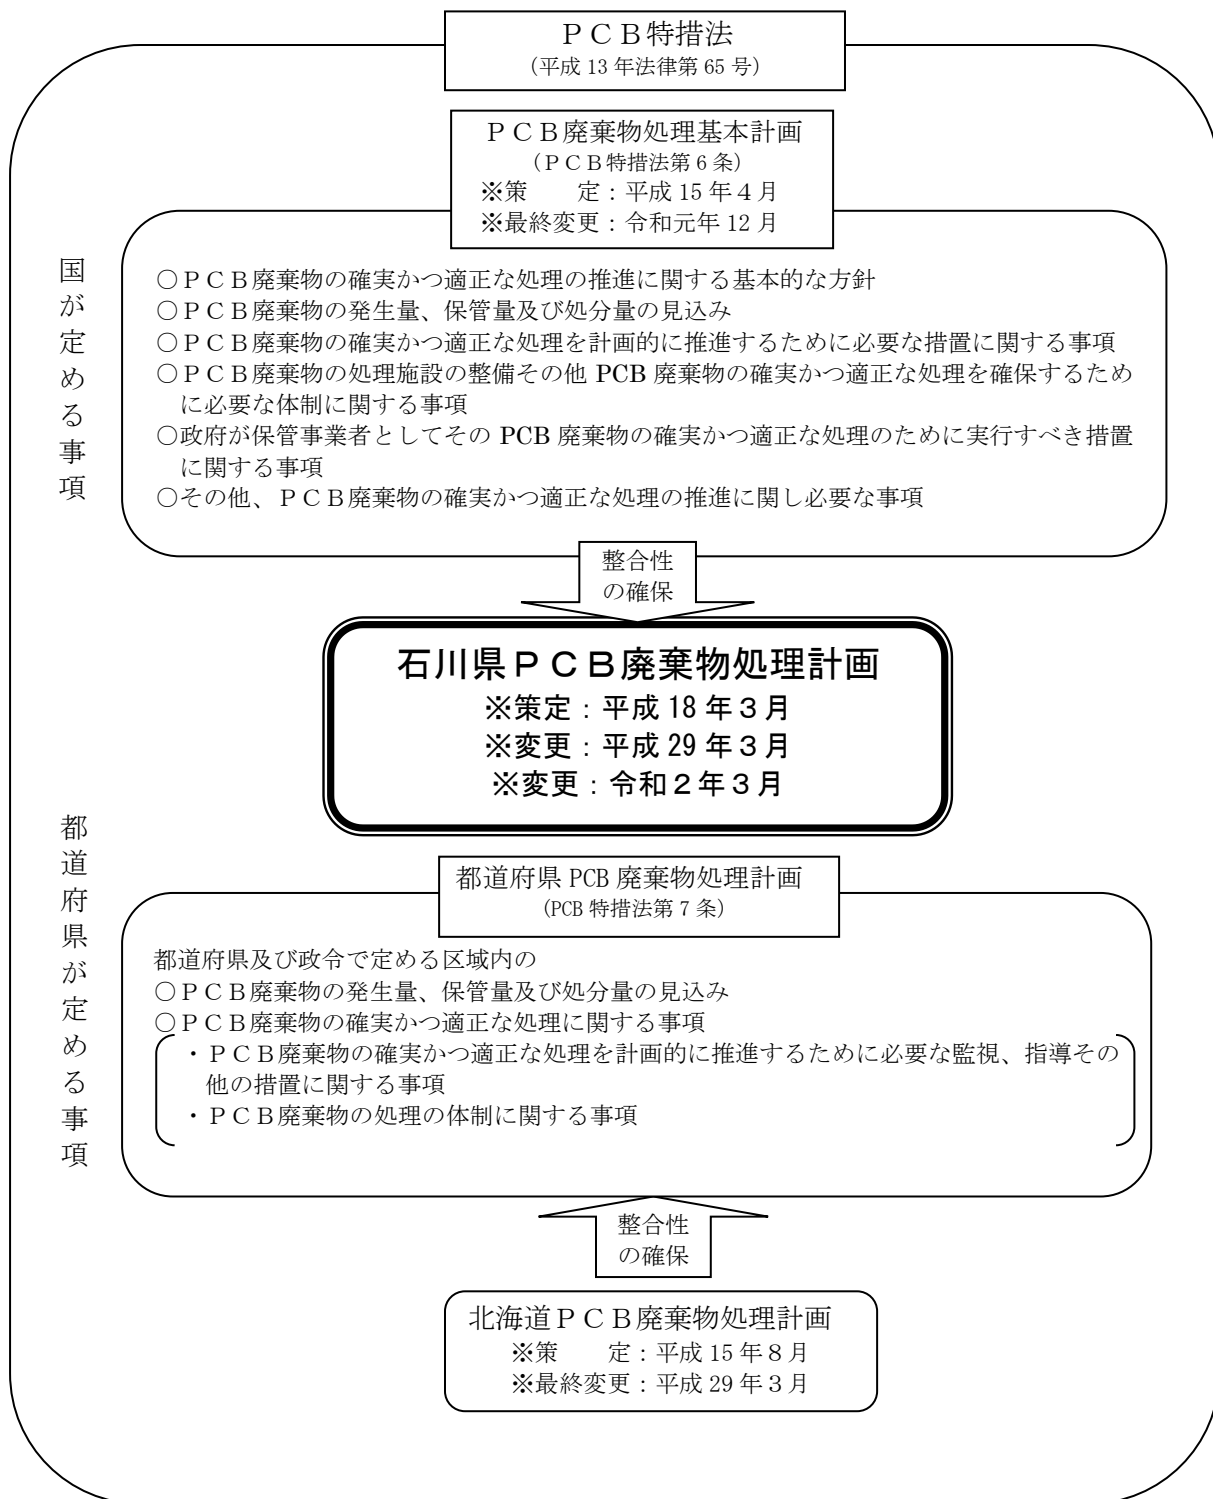 ＰＣＢ特措法
（平成 13 年法律第 65 号）
ＰＣＢ廃棄物処理基本計画
（ＰＣＢ特措法第６条）
※策　　定：平成 15 年４月
※最終変更：令和元年 12 月
国が定める事項
○ＰＣＢ廃棄物の確実かつ適正な処理の推進に関する基本的な方針
○ＰＣＢ廃棄物の発生量、保管量及び処分量の見込み
○ＰＣＢ廃棄物の確実かつ適正な処理を計画的に推進するために必要な措置に関する事項
○ＰＣＢ廃棄物の処理施設の整備その他 PCB 廃棄物の確実かつ適正な処理を確保するため
に必要な体制に関する事項
○政府が保管事業者としてその PCB 廃棄物の確実かつ適正な処理のために実行すべき措置
に関する事項
○その他、ＰＣＢ廃棄物の確実かつ適正な処理の推進に関し必要な事項
整合性
の確保
石川県ＰＣＢ廃棄物処理計画
※策定：平成 18 年３月
※変更：平成 29 年３月
※変更：令和２年３月
都道府県が定める事項
都道府県 PCB 廃棄物処理計画
（PCB 特措法第７条）
都道府県及び政令で定める区域内の
○ＰＣＢ廃棄物の発生量、保管量及び処分量の見込み
○ＰＣＢ廃棄物の確実かつ適正な処理に関する事項
・ＰＣＢ廃棄物の確実かつ適正な処理を計画的に推進するために必要な監視、指導その
他の措置に関する事項
・ＰＣＢ廃棄物の処理の体制に関する事項
整合性
の確保
北海道ＰＣＢ廃棄物処理計画
※策　　定：平成 15 年８月
※最終変更：平成 29 年３月